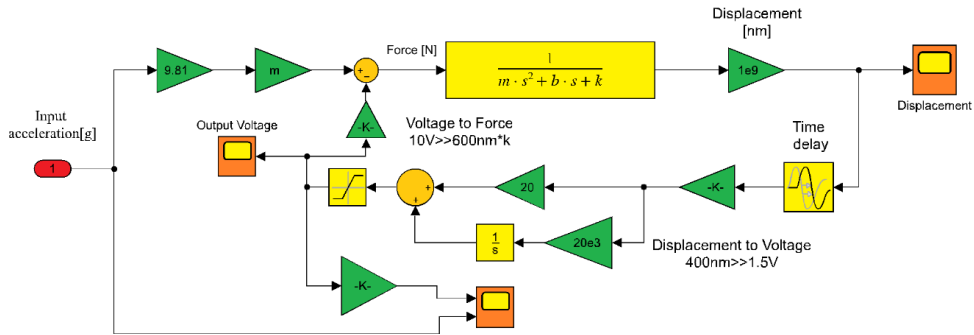 Displacement
[nm]
Force [N]
9.81
m
+
−
1
m · s² + b · s + k
1e9
Displacement
Input
acceleration[g]
1
Output Voltage
-K-
Voltage to Force
10V>>600nm*k
Time
delay
+
+
20
-K-
1
s
20e3
Displacement to Voltage
400nm>>1.5V
-K-